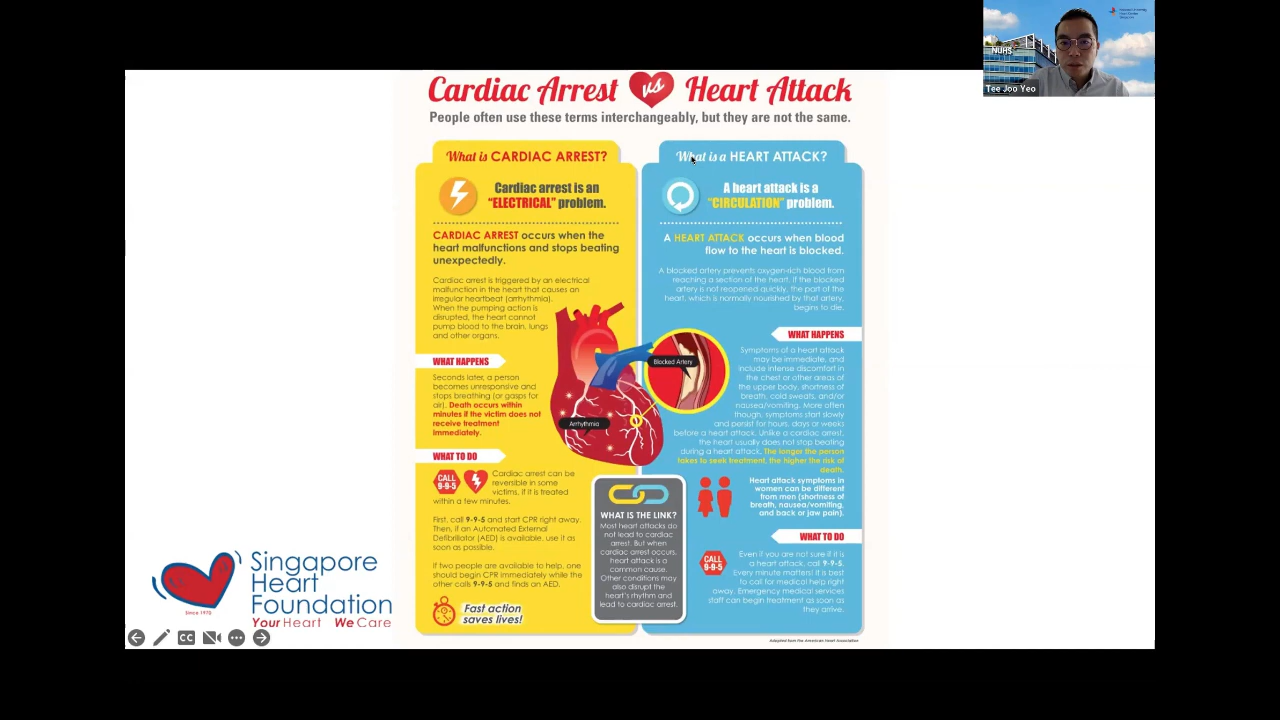 Cardiac Arrest vs Heart Attack
People often use these terms interchangeably, but they are not the same.
What is CARDIAC ARREST?
Cardiac arrest is an
"ELECTRICAL" problem.
CARDIAC ARREST occurs when the
heart malfunctions and stops beating
unexpectedly.
Cardiac arrest is triggered by an electrical
malfunction in the heart that causes an
irregular heartbeat (arrhythmia).
When the pumping action is
disrupted, the heart cannot
pump blood to the brain, lungs
and other organs.
WHAT HAPPENS
Seconds later, a person
becomes unresponsive and
stops breathing (or gasps for
air). Death occurs within
minutes if the victim does not
receive treatment
immediately.
Arrhythmia
WHAT TO DO
CALL
9-9-5
Cardiac arrest can be
reversible in some
victims, if it is treated
within a few minutes.
First, call 9-9-5 and start CPR right away.
Then, if an Automated External
Defibrillator (AED) is available, use it as
soon as possible.
If two people are available to help, one
should begin CPR immediately while the
other calls 9-9-5 and finds an AED.
Fast action
saves lives!
WHAT IS THE LINK?
Most heart attacks do
not lead to cardiac
arrest. But when
cardiac arrest occurs,
heart attack is a
common cause.
Other conditions may
also disrupt the
heart's rhythm and
lead to cardiac arrest.
What is a HEART ATTACK?
A heart attack is a
"CIRCULATION" problem.
A HEART ATTACK occurs when blood
flow to the heart is blocked.
A blocked artery prevents oxygen-rich blood from
reaching a section of the heart. If the blocked
artery is not reopened quickly, the part of the
heart, which is normally nourished by that artery,
begins to die.
Blocked Artery
WHAT HAPPENS
Symptoms of a heart attack
may be immediate, and
include intense discomfort in
the chest or other areas of
the upper body, shortness of
breath, cold sweats, and/or
nausea/vomiting. More often
though, symptoms start slowly
and persist for hours, days or weeks
before a heart attack. Unlike a cardiac arrest,
the heart usually does not stop beating
during a heart attack. The longer the person
takes to seek treatment, the higher the risk of
death.
Heart attack symptoms in
women can be different
from men (shortness of
breath, nausea/vomiting,
and back or jaw pain).
WHAT TO DO
CALL
9-9-5
Even if you are not sure if it is
a heart attack, call 9-9-5.
Every minute matters! It is best
to call for medical help right
away. Emergency medical services
staff can begin treatment as soon as
they arrive.
Adapted from the American Heart Association
Singapore
Heart
Foundation
Your Heart We Care
Since 1970
CC
NUHS
Tee Joo Yeo